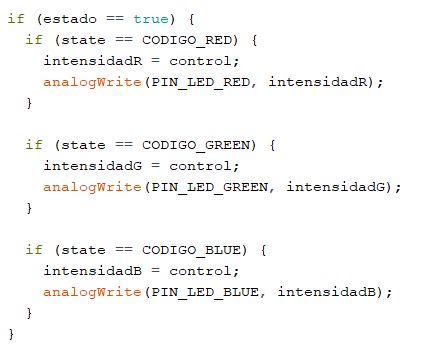 if (estado == true) {
  if (state == CODIGO_RED) {
    intensidadR = control;
    analogWrite(PIN_LED_RED, intensidadR);
  }

  if (state == CODIGO_GREEN) {
    intensidadG = control;
    analogWrite(PIN_LED_GREEN, intensidadG);
  }

  if (state == CODIGO_BLUE) {
    intensidadB = control;
    analogWrite(PIN_LED_BLUE, intensidadB);
  }
}